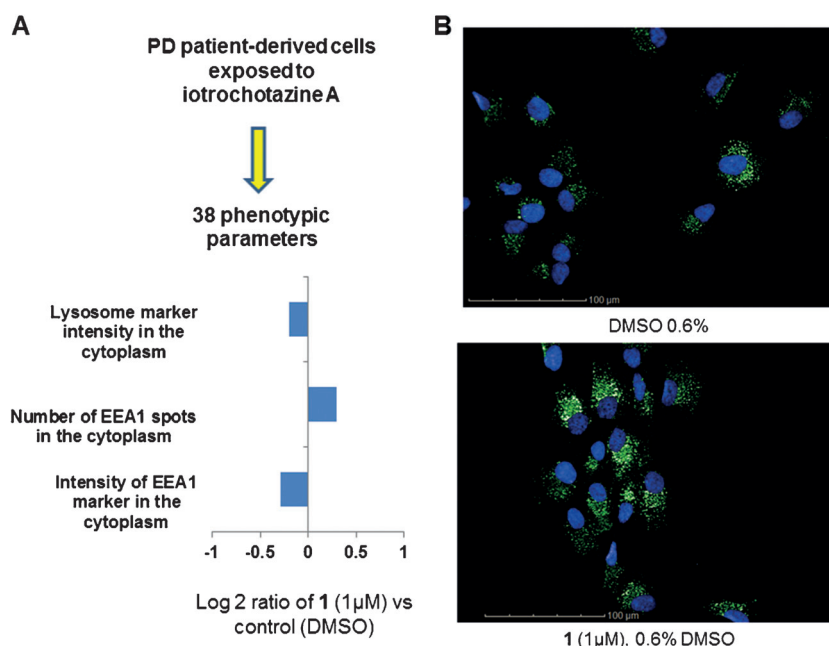 A
PD patient-derived cells
exposed to
iotrochotazine A
38 phenotypic
parameters
Lysosome marker
intensity in the
cytoplasm
Number of EEA1 spots
in the cytoplasm
Intensity of EEA1
marker in the
cytoplasm
-1 -0.5 0 0.5 1
Log 2 ratio of 1 (1µM) vs
control (DMSO)
B
100 µm
DMSO 0.6%
100 µm
1 (1µM), 0.6% DMSO